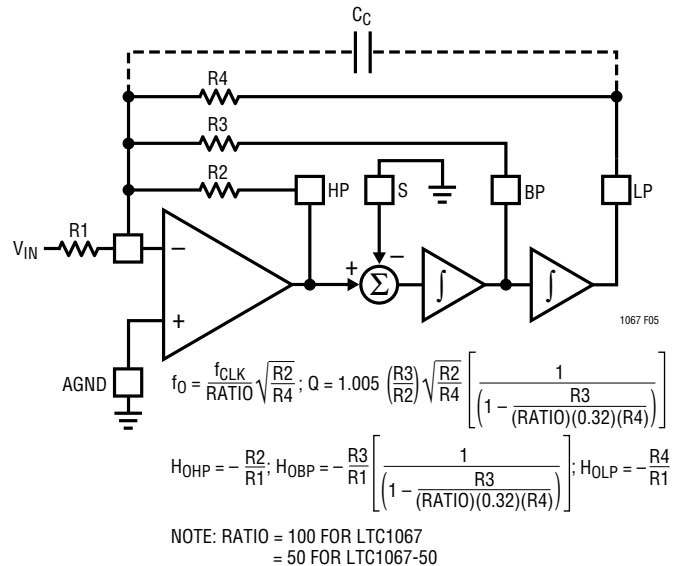 C_C
R4
R3
R2
HP
S
BP
LP
R1
V_IN
−
+
+
−
Σ
∫
∫
1067 F05
AGND
f_O = f_CLK/RATIO √(R2/R4); Q = 1.005 (R3/R2) √(R2/R4) [1/(1 − R3/((RATIO)(0.32)(R4)))]
H_OHP = − R2/R1; H_OBP = − R3/R1 [1/(1 − R3/((RATIO)(0.32)(R4)))]; H_OLP = − R4/R1
NOTE: RATIO = 100 FOR LTC1067
= 50 FOR LTC1067-50